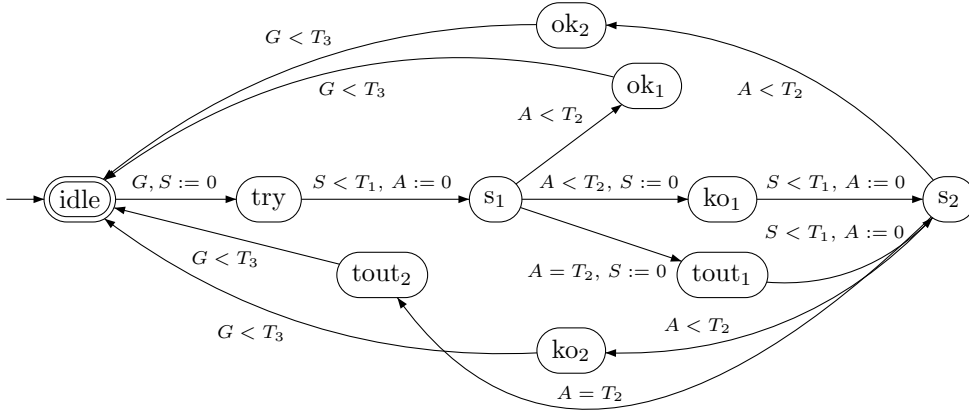 ok₂
G < T₃
A < T₂
ok₁
G < T₃
A < T₂
idle
G, S := 0
try
S < T₁, A := 0
s₁
A < T₂, S := 0
ko₁
S < T₁, A := 0
s₂
S < T₁, A := 0
G < T₃
tout₂
A = T₂, S := 0
tout₁
G < T₃
ko₂
A < T₂
A = T₂